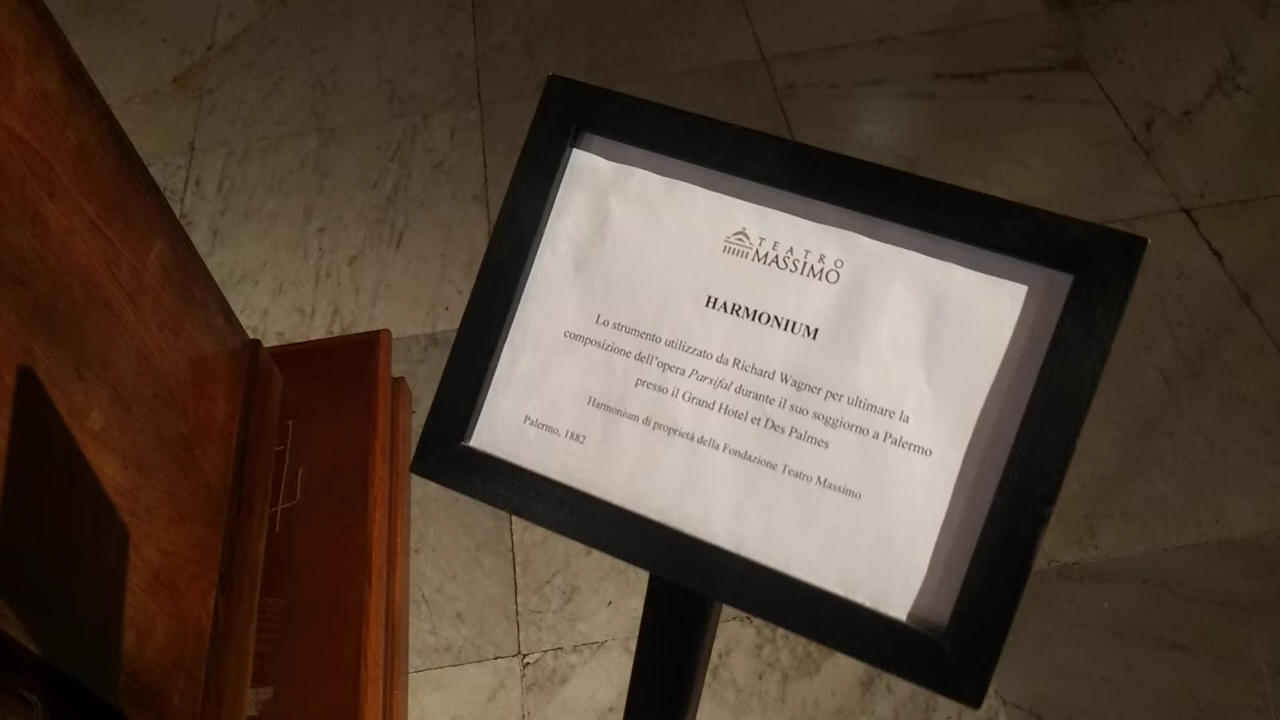 TEATRO
MASSIMO
HARMONIUM
Lo strumento utilizzato da Richard Wagner per ultimare la
composizione dell'opera Parsifal durante il suo soggiorno a Palermo
presso il Grand Hotel et Des Palmes
Harmonium di proprietà della Fondazione Teatro Massimo
Palermo, 1882